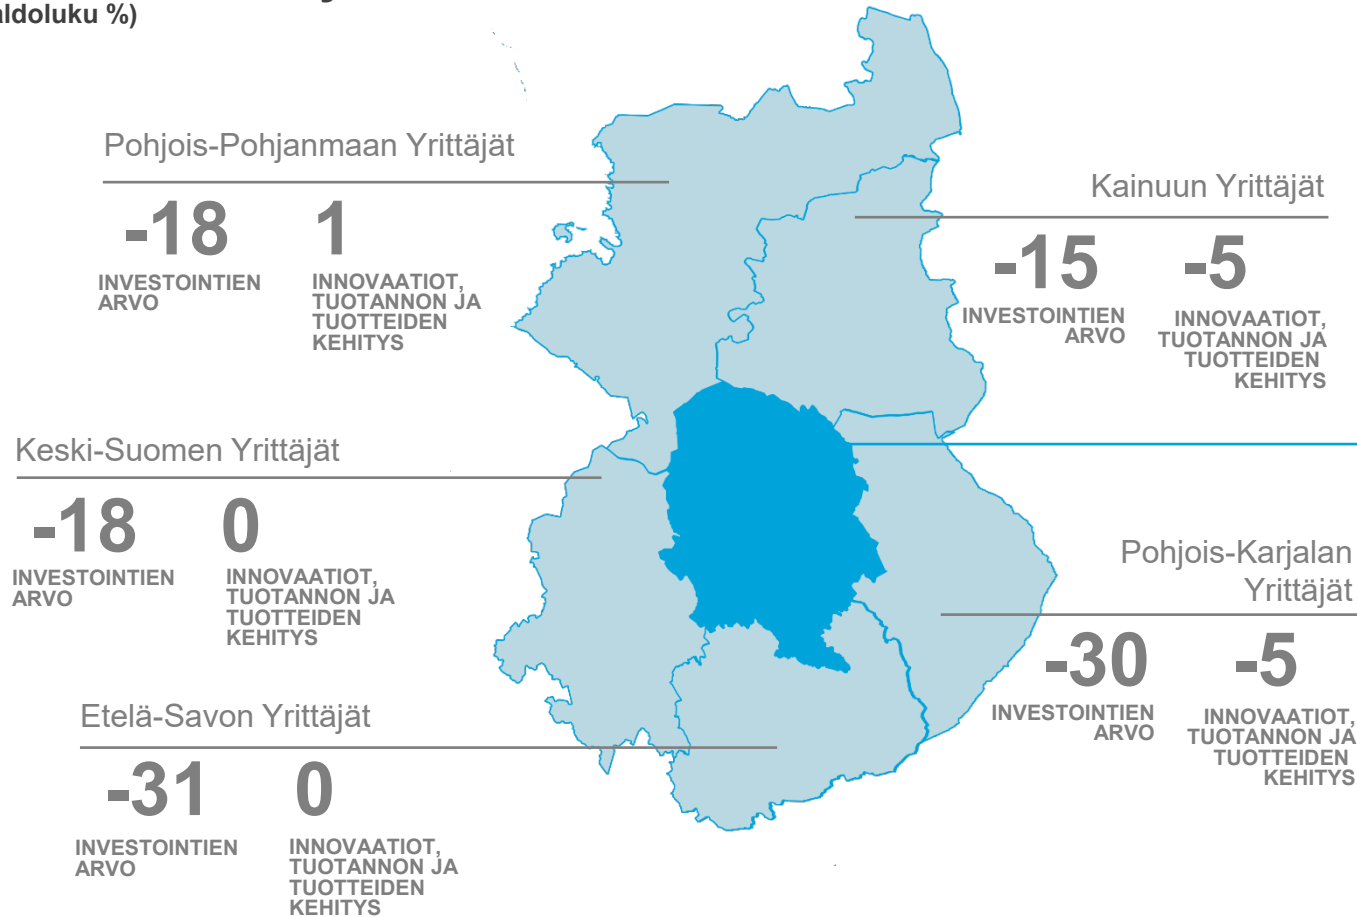 aldoluku %)
Pohjois-Pohjanmaan Yrittäjät
-18 1
INVESTOINTIEN
ARVO
INNOVAATIOT,
TUOTANNON JA
TUOTTEIDEN
KEHITYS
Kainuun Yrittäjät
-15 -5
INVESTOINTIEN
ARVO
INNOVAATIOT,
TUOTANNON JA
TUOTTEIDEN
KEHITYS
Keski-Suomen Yrittäjät
-18 0
INVESTOINTIEN
ARVO
INNOVAATIOT,
TUOTANNON JA
TUOTTEIDEN
KEHITYS
Pohjois-Karjalan
Yrittäjät
-30 -5
INVESTOINTIEN
ARVO
INNOVAATIOT,
TUOTANNON JA
TUOTTEIDEN
KEHITYS
Etelä-Savon Yrittäjät
-31 0
INVESTOINTIEN
ARVO
INNOVAATIOT,
TUOTANNON JA
TUOTTEIDEN
KEHITYS